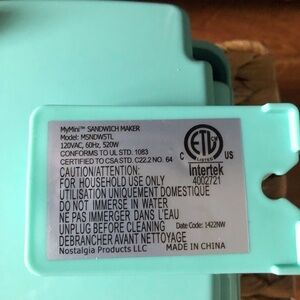 MyMini™ SANDWICH MAKER
Model: MSNDW5TL
120VAC, 60Hz, 520W
CONFORMS TO UL STD. 1083
CERTIFIED TO CSA STD. C22.2 NO. 64
CAUTION/ATTENTION:
FOR HOUSEHOLD USE ONLY
UTILISATION UNIQUEMENT DOMESTIQUE
DO NOT IMMERSE IN WATER
NE PAS IMMERGER DANS L'EAU
UNPLUG BEFORE CLEANING
DEBRANCHER AVANT NETTOYAGE
Nostalgia Products LLC
ETL
LISTED
C US
Intertek
4002721
Date Code: 1422NW
MADE IN CHINA